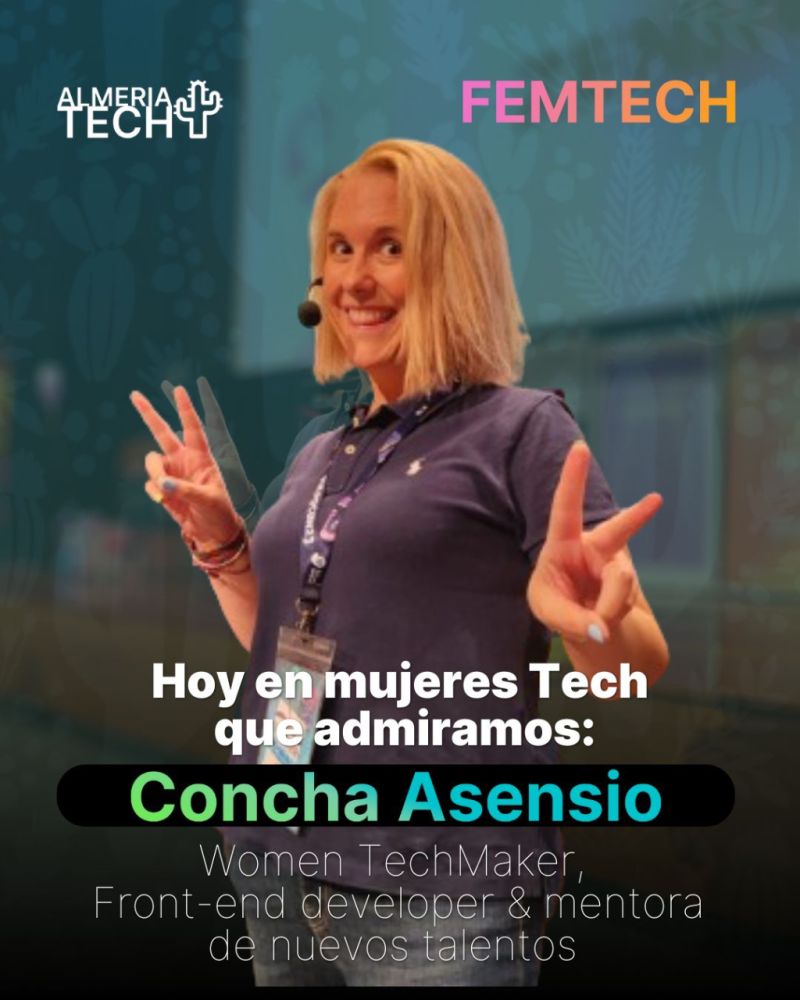 ALMERIA
TECH
FEMTECH
Hoy en mujeres Tech
que admiramos:
Concha Asensio
Women TechMaker,
Front-end developer & mentora
de nuevos talentos